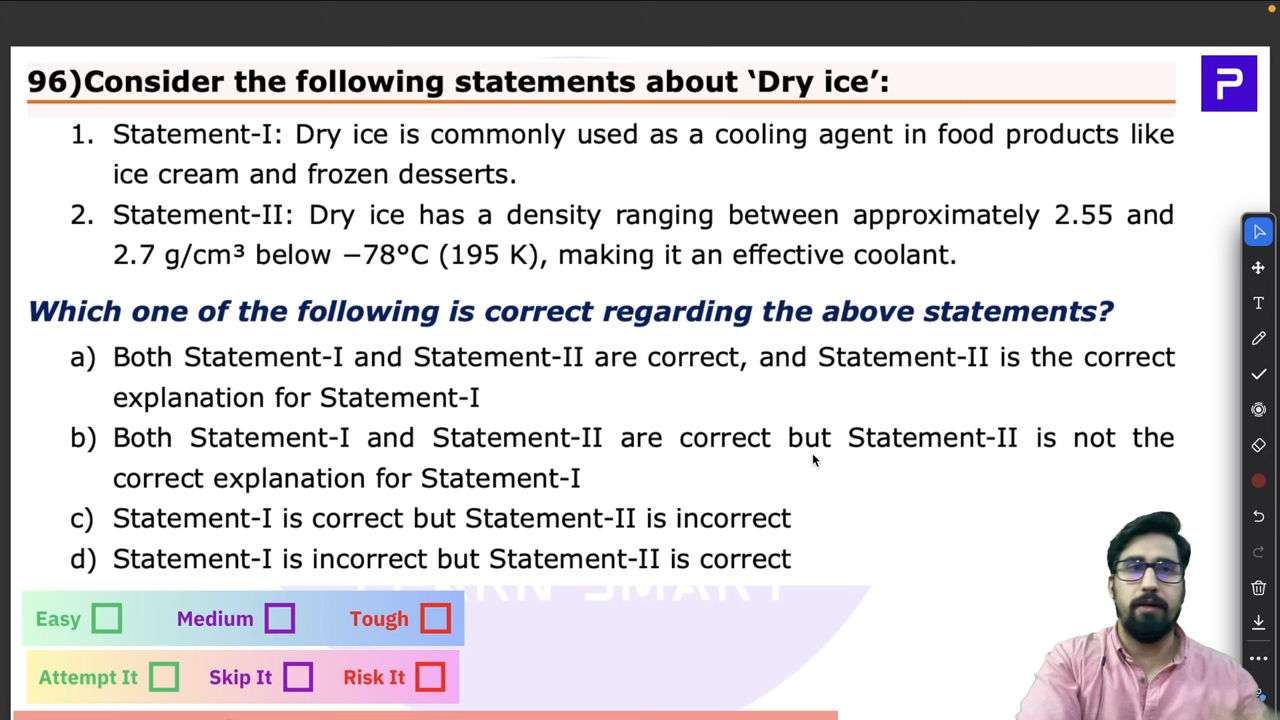 96)Consider the following statements about ‘Dry ice’:
1. Statement-I: Dry ice is commonly used as a cooling agent in food products like
ice cream and frozen desserts.
2. Statement-II: Dry ice has a density ranging between approximately 2.55 and
2.7 g/cm³ below −78°C (195 K), making it an effective coolant.
Which one of the following is correct regarding the above statements?
a) Both Statement-I and Statement-II are correct, and Statement-II is the correct
explanation for Statement-I
b) Both Statement-I and Statement-II are correct but Statement-II is not the
correct explanation for Statement-I
c) Statement-I is correct but Statement-II is incorrect
d) Statement-I is incorrect but Statement-II is correct
LEARN SMART
Easy Medium Tough
Attempt It Skip It Risk It